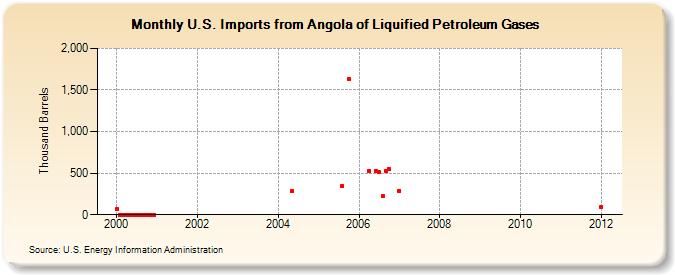 Monthly U.S. Imports from Angola of Liquified Petroleum Gases
Thousand Barrels
2,000
1,500
1,000
500
0
2000 2002 2004 2006 2008 2010 2012
Source: U.S. Energy Information Administration